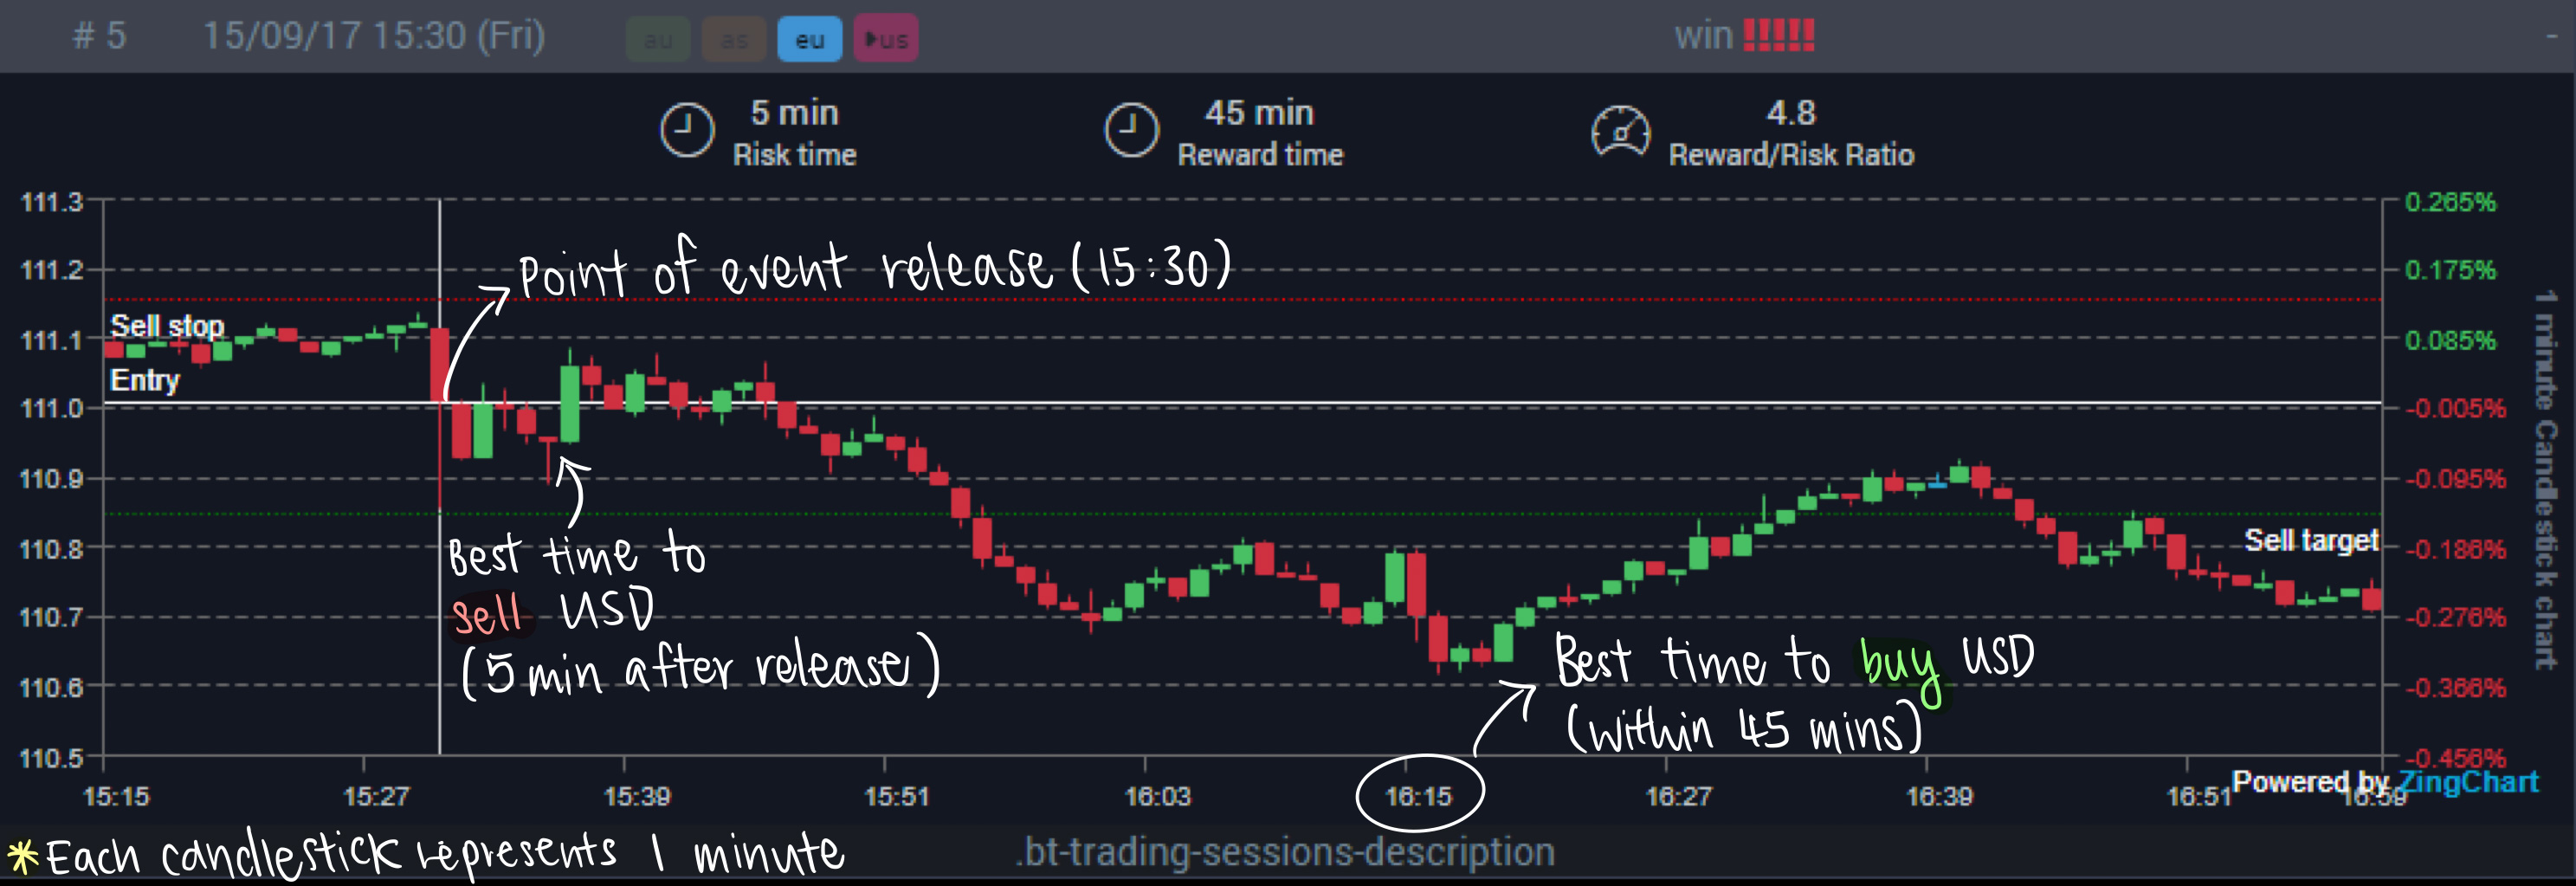 # 5 15/09/17 15:30 (Fri) au as eu us win !!!!! -
5 min 45 min 4.8
Risk time Reward time Reward/Risk Ratio
111.3 0.265%
111.2 Point of event release (15:30) 0.175%
Sell stop
111.1 0.085%
Entry
111.0 -0.005%
110.9 -0.095%
110.8 -0.186%
Sell target
110.7 -0.276%
110.6 -0.366%
110.5 -0.456%
1 minute Candlestick chart
Best time to
sell USD
(5 min after release)
Best time to buy USD
(within 45 mins)
Powered by ZingChart
15:15 15:27 15:39 15:51 16:03 16:15 16:27 16:39 16:51 16:59
*Each candlestick represents 1 minute .bt-trading-sessions-description